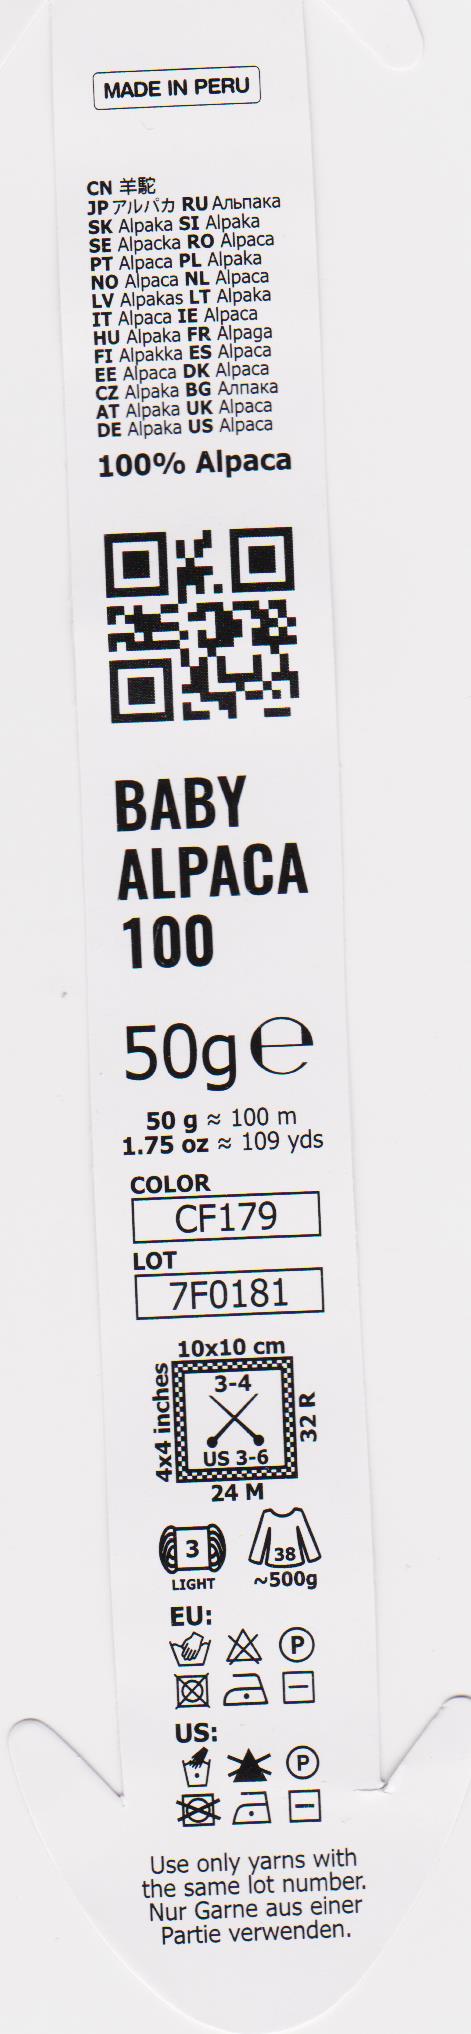 MADE IN PERU
CN 羊駝
JP アルパカ RU Альпака
SK Alpaka SI Alpaka
SE Alpacka RO Alpaca
PT Alpaca PL Alpaka
NO Alpaca NL Alpaca
LV Alpakas LT Alpaka
IT Alpaca IE Alpaca
HU Alpaka FR Alpaga
FI Alpakka ES Alpaca
EE Alpaca DK Alpaca
CZ Alpaka BG Алпака
AT Alpaka UK Alpaca
DE Alpaka US Alpaca
100% Alpaca
BABY
ALPACA
100
50g ℮
50 g ≈ 100 m
1.75 oz ≈ 109 yds
COLOR
CF179
LOT
7F0181
10x10 cm
4x4 inches
3-4
US 3-6
32 R
24 M
3
LIGHT
38
~500g
EU:
P
US:
P
Use only yarns with
the same lot number.
Nur Garne aus einer
Partie verwenden.